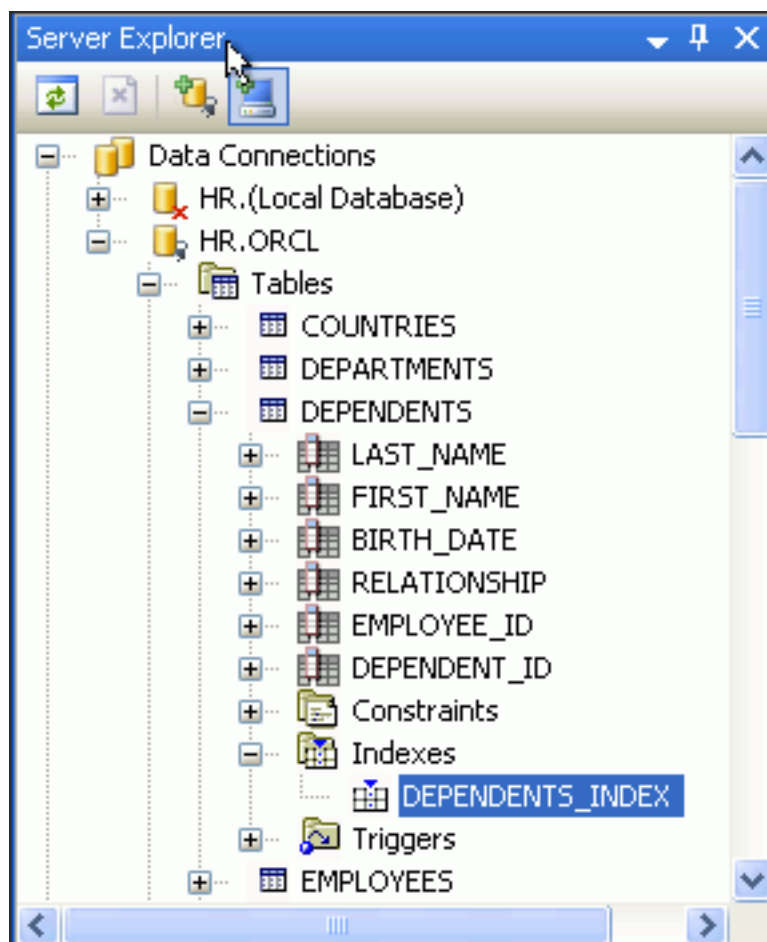 Server Explorer
Data Connections
HR.(Local Database)
HR.ORCL
Tables
COUNTRIES
DEPARTMENTS
DEPENDENTS
LAST_NAME
FIRST_NAME
BIRTH_DATE
RELATIONSHIP
EMPLOYEE_ID
DEPENDENT_ID
Constraints
Indexes
DEPENDENTS_INDEX
Triggers
EMPLOYEES